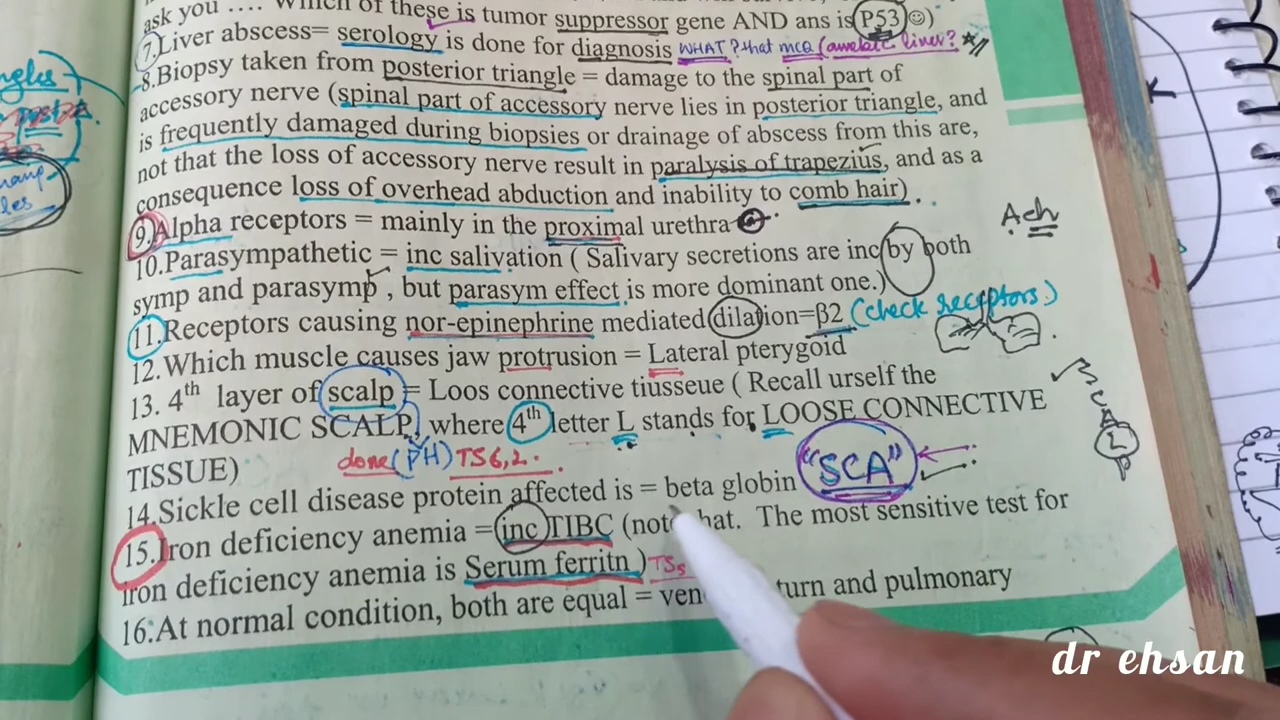 ask you .... Which of these is tumor suppressor gene AND ans is P53 ☺)
7.Liver abscess= serology is done for diagnosis WHAT? that mcq (amebic liver?
8.Biopsy taken from posterior triangle = damage to the spinal part of
accessory nerve (spinal part of accessory nerve lies in posterior triangle, and
is frequently damaged during biopsies or drainage of abscess from this are,
not that the loss of accessory nerve result in paralysis of trapezius, and as a
consequence loss of overhead abduction and inability to comb hair)
9.Alpha receptors = mainly in the proximal urethra
Ach
10.Parasympathetic = inc salivation ( Salivary secretions are inc by both
symp and parasymp , but parasym effect is more dominant one.)
11.Receptors causing nor-epinephrine mediated dilation=β2 (check receptors)
12.Which muscle causes jaw protrusion = Lateral pterygoid
13. 4th layer of scalp = Loos connective tiusseue ( Recall urself the
MNEMONIC SCALP, where 4th letter L stands for LOOSE CONNECTIVE
TISSUE)
done (PH) TS6,2.
"SCA"
14.Sickle cell disease protein affected is = beta globin
15.Iron deficiency anemia = inc TIBC (note hat. The most sensitive test for
iron deficiency anemia is Serum ferritn ) TS5
16.At normal condition, both are equal = ven turn and pulmonary
dr ehsan